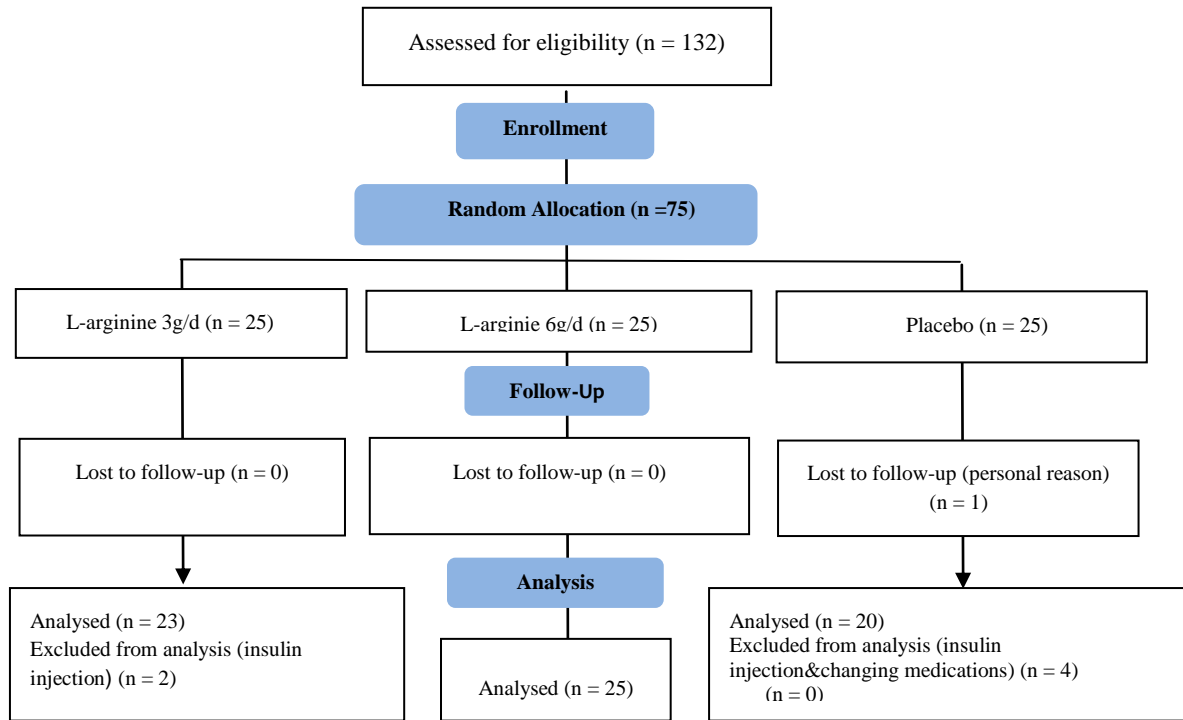 Assessed for eligibility (n = 132)
Enrollment
Random Allocation (n =75)
L-arginine 3g/d (n = 25)
L-arginie 6g/d (n = 25)
Placebo (n = 25)
Follow-Up
Lost to follow-up (n = 0)
Lost to follow-up (n = 0)
Lost to follow-up (personal reason)
(n = 1)
Analysis
Analysed (n = 23)
Excluded from analysis (insulin
injection) (n = 2)
Analysed (n = 25)
Analysed (n = 20)
Excluded from analysis (insulin
injection&changing medications) (n = 4)
(n = 0)